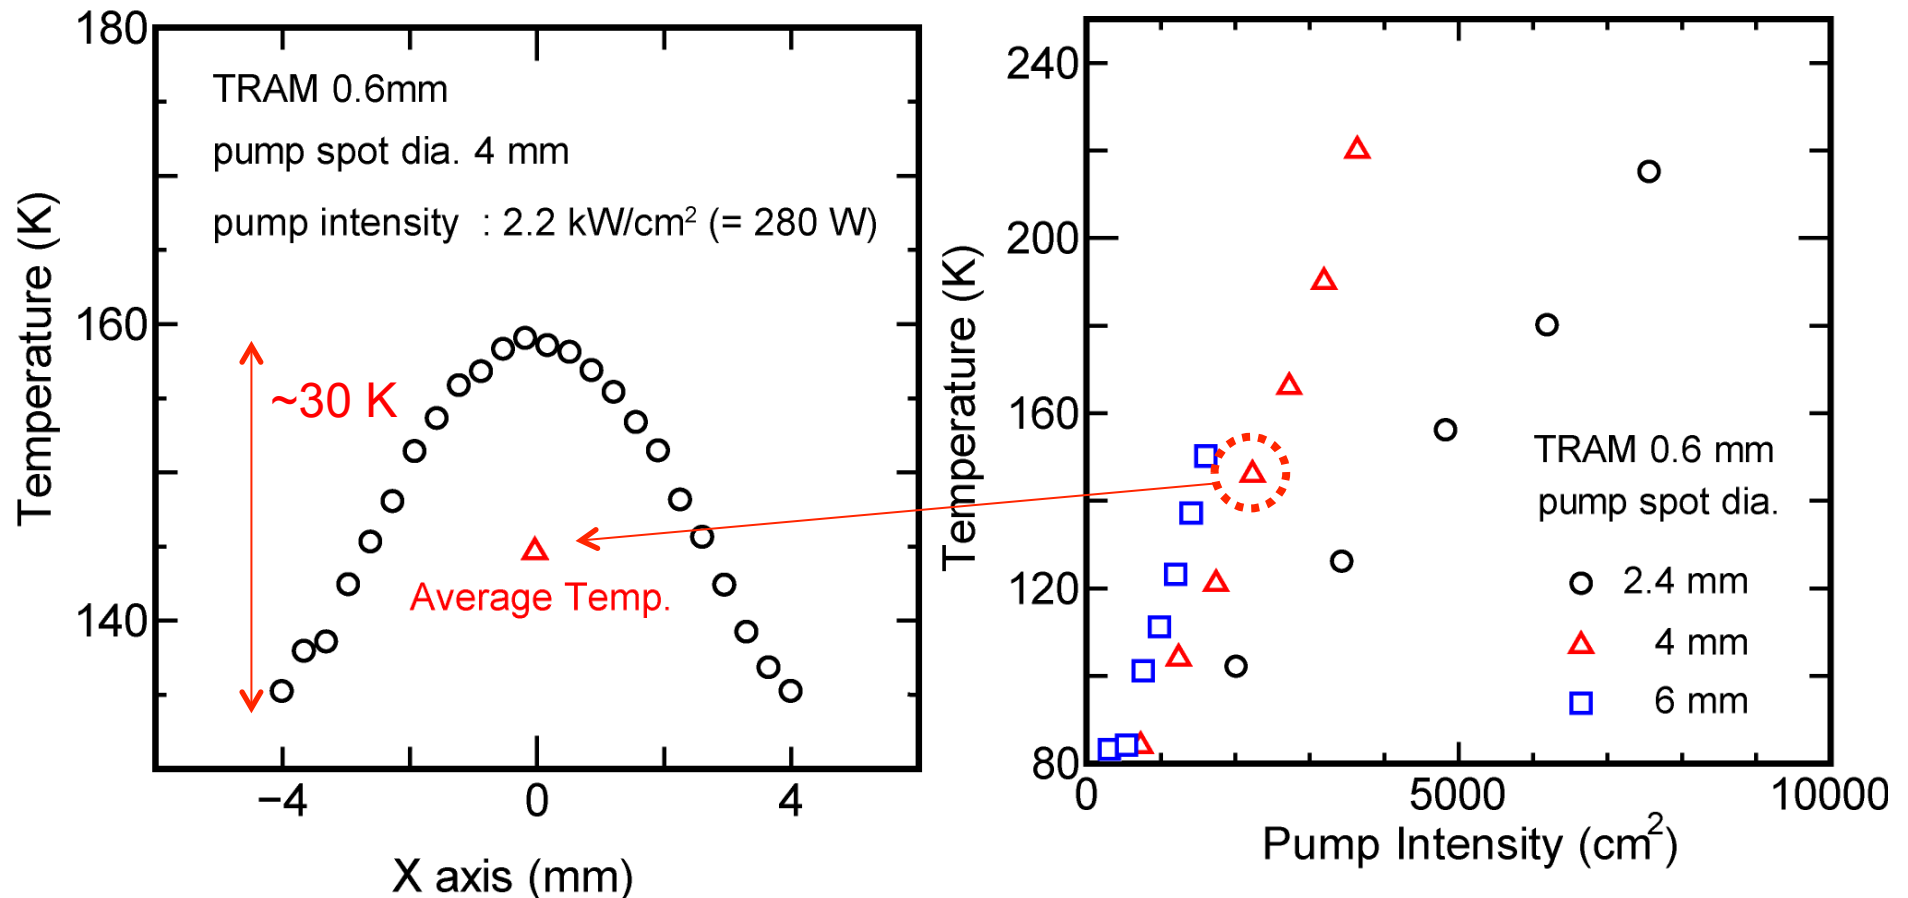 180
160
140
−4
0
4
Temperature (K)
X axis (mm)
TRAM 0.6mm
pump spot dia. 4 mm
pump intensity : 2.2 kW/cm² (= 280 W)
~30 K
Average Temp.
240
200
160
120
80
0
5000
10000
Temperature (K)
Pump Intensity (cm²)
TRAM 0.6 mm
pump spot dia.
2.4 mm
4 mm
6 mm